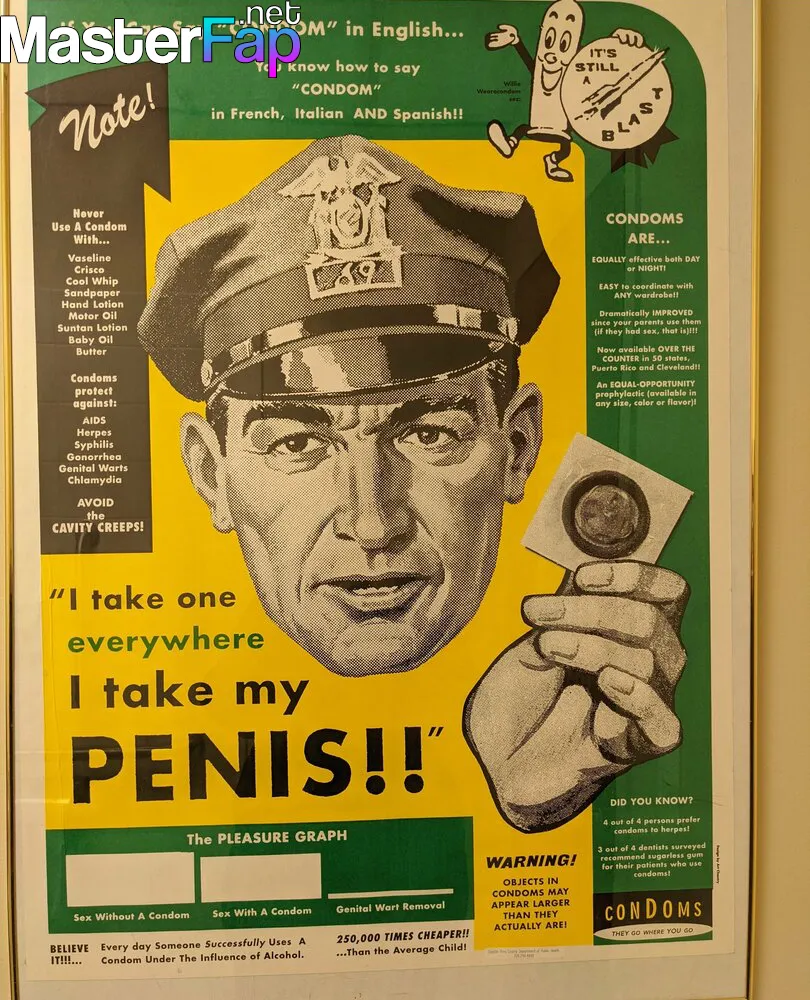 MasterFap
.net
"CONDOM" in English...
You know how to say
"CONDOM"
in French, Italian AND Spanish!!
Note!
Never
Use A Condom
With...
Vaseline
Crisco
Cool Whip
Sandpaper
Hand Lotion
Motor Oil
Suntan Lotion
Baby Oil
Butter
Condoms
protect
against:
AIDS
Herpes
Syphilis
Gonorrhea
Genital Warts
Chlamydia
AVOID
the
CAVITY CREEPS!
Willie
Wearacondom
says:
IT'S
STILL
A
BLAST
69
CONDOMS
ARE...
EQUALLY effective both DAY
or NIGHT!
EASY to coordinate with
ANY wardrobe!!
Dramatically IMPROVED
since your parents use them
(if they had sex, that is)!!!
Now available OVER THE
COUNTER in 50 states,
Puerto Rico and Cleveland!!
An EQUAL-OPPORTUNITY
prophylactic (available in
any size, color or flavor)!
"I take one
everywhere
I take my
PENIS!!"
The PLEASURE GRAPH
Sex Without A Condom
Sex With A Condom
Genital Wart Removal
WARNING!
OBJECTS IN
CONDOMS MAY
APPEAR LARGER
THAN THEY
ACTUALLY ARE!
DID YOU KNOW?
4 out of 4 persons prefer
condoms to herpes!
3 out of 4 dentists surveyed
recommend sugarless gum
for their patients who use
condoms!
Design by Art Chantry
CONDOMS
THEY GO WHERE YOU GO
BELIEVE
IT!!!...
Every day Someone Successfully Uses A
Condom Under The Influence of Alcohol.
250,000 TIMES CHEAPER!!
...Than the Average Child!